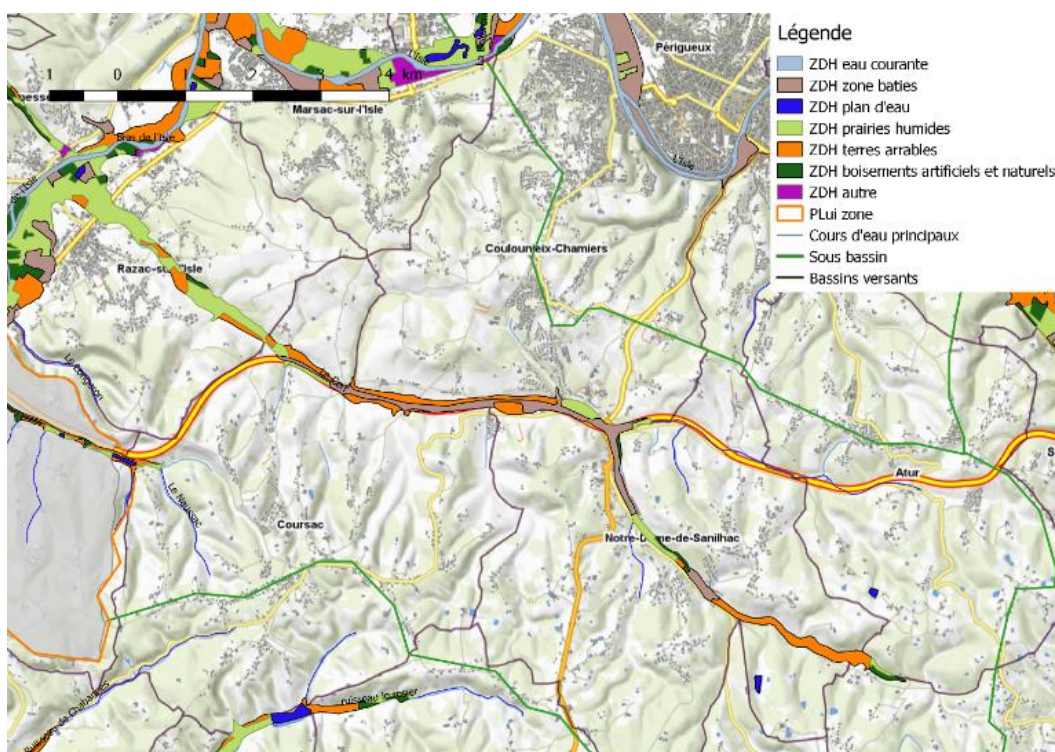 Légende
ZDH eau courante
ZDH zone baties
ZDH plan d'eau
ZDH prairies humides
ZDH terres arrables
ZDH boisements artificiels et naturels
ZDH autre
PLui zone
Cours d'eau principaux
Sous bassin
Bassins versants
Périgueux
L'Isle
1 0 2 3 4 km
Marsac-sur-l'Isle
Bras de l'Isle
L'Isle
Coulounieix-Chamiers
Razac-sur-l'Isle
Atur
Le Naussac
Coursac
Notre-Dame-de-Sanilhac